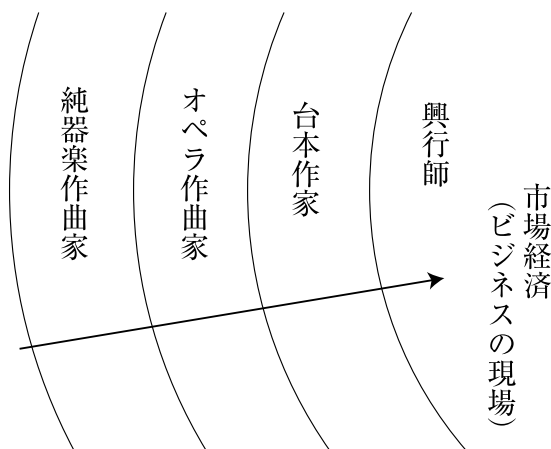 純器楽作曲家
オペラ作曲家
台本作家
興行師
市場経済
（ビジネスの現場）